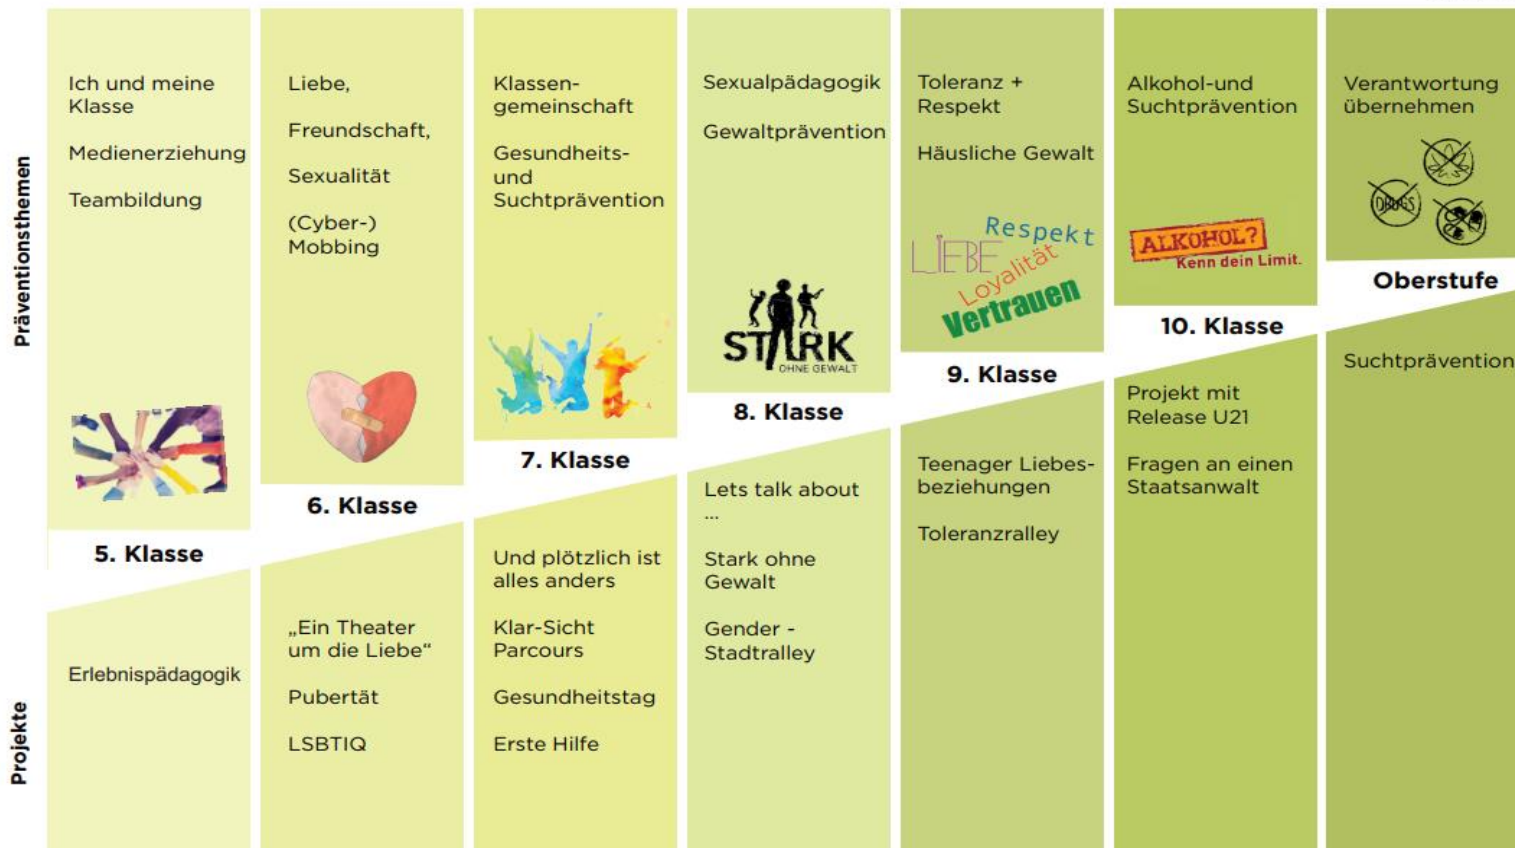 Präventionsthemen
Ich und meine
Klasse
Medienerziehung
Teambildung
5. Klasse
Liebe,
Freundschaft,
Sexualität
(Cyber-)
Mobbing
6. Klasse
Klassen-
gemeinschaft
Gesundheits-
und
Suchtprävention
7. Klasse
Sexualpädagogik
Gewaltprävention
STARK
OHNE GEWALT
8. Klasse
Toleranz +
Respekt
Häusliche Gewalt
Respekt
LIEBE
Loyalität
Vertrauen
9. Klasse
Alkohol-und
Suchtprävention
ALKOHOL?
Kenn dein Limit.
10. Klasse
Verantwortung
übernehmen
DRUGS
Oberstufe
Projekte
Erlebnispädagogik
„Ein Theater
um die Liebe“
Pubertät
LSBTIQ
Und plötzlich ist
alles anders
Klar-Sicht
Parcours
Gesundheitstag
Erste Hilfe
Lets talk about
...
Stark ohne
Gewalt
Gender -
Stadtralley
Teenager Liebes-
beziehungen
Toleranzralley
Projekt mit
Release U21
Fragen an einen
Staatsanwalt
Suchtprävention